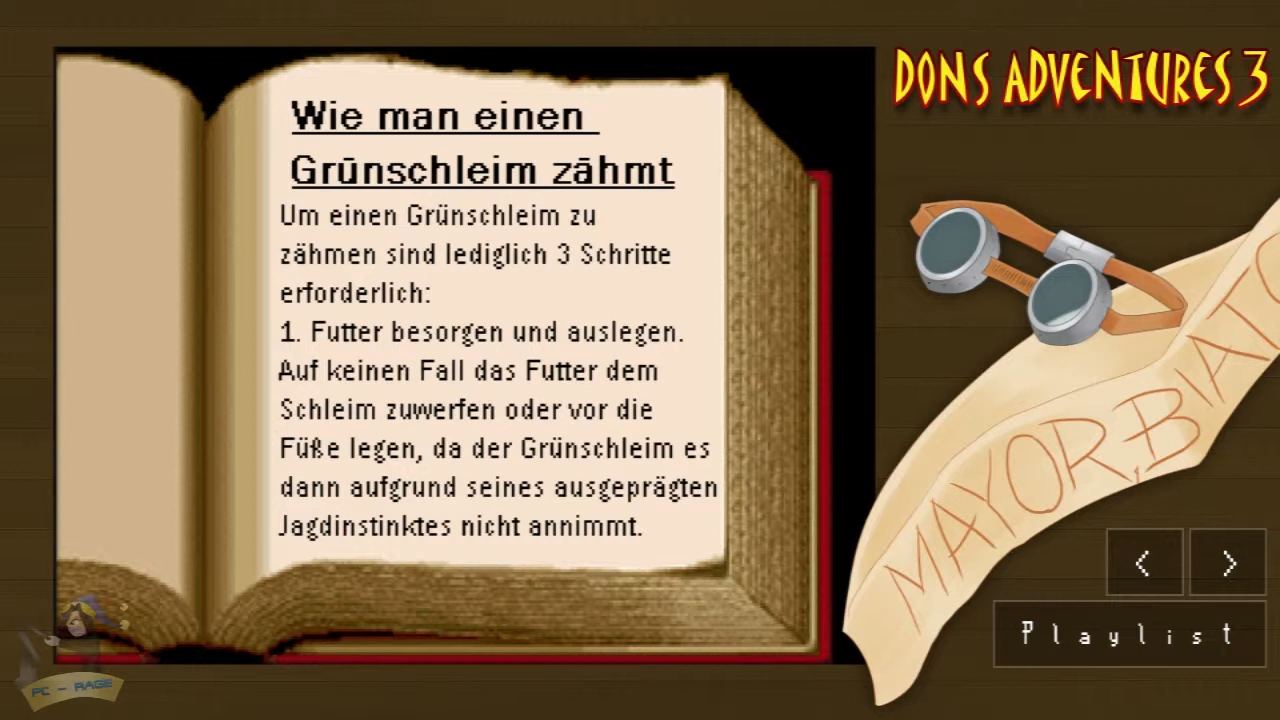 DONS ADVENTURES 3
Wie man einen
Grünschleim zähmt
Um einen Grünschleim zu
zähmen sind lediglich 3 Schritte
erforderlich:
1. Futter besorgen und auslegen.
Auf keinen Fall das Futter dem
Schleim zuwerfen oder vor die
Füße legen, da der Grünschleim es
dann aufgrund seines ausgeprägten
Jagdinstinktes nicht annimmt.
MAYOR,BIATC
< >
Playlist
PC - RAGE